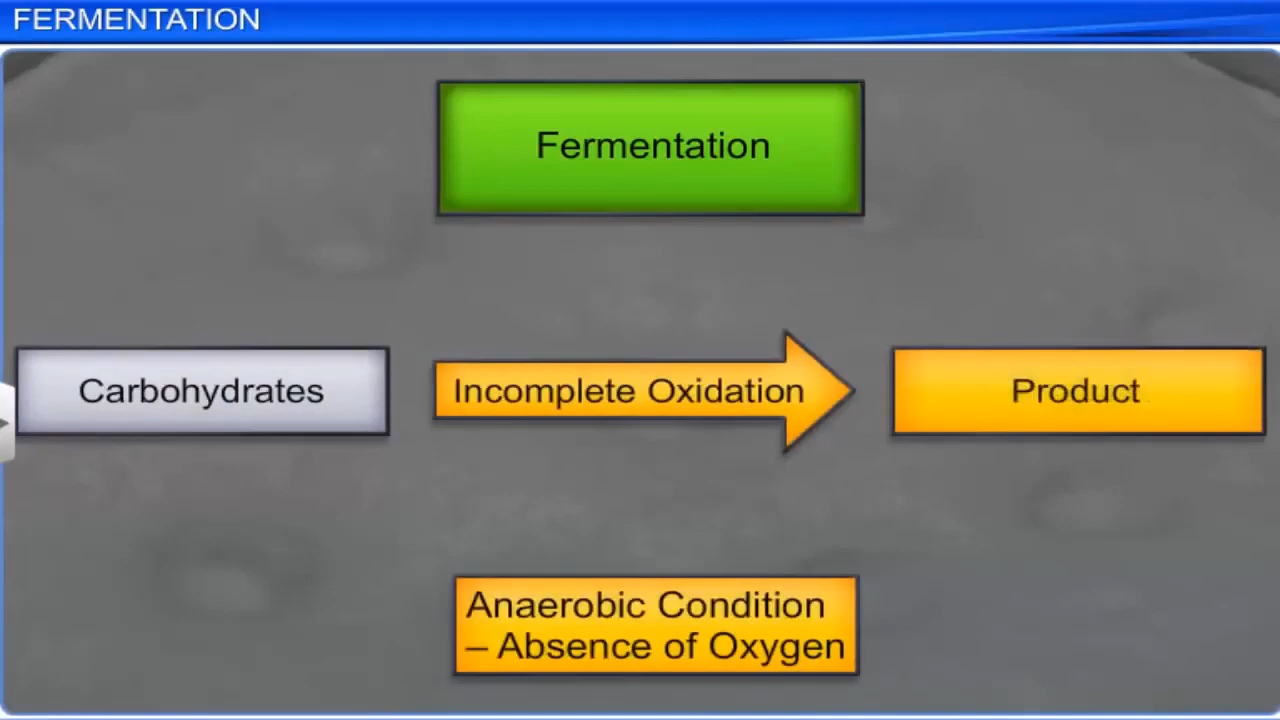 FERMENTATION
Fermentation
Carbohydrates
Incomplete Oxidation
Product
Anaerobic Condition
– Absence of Oxygen